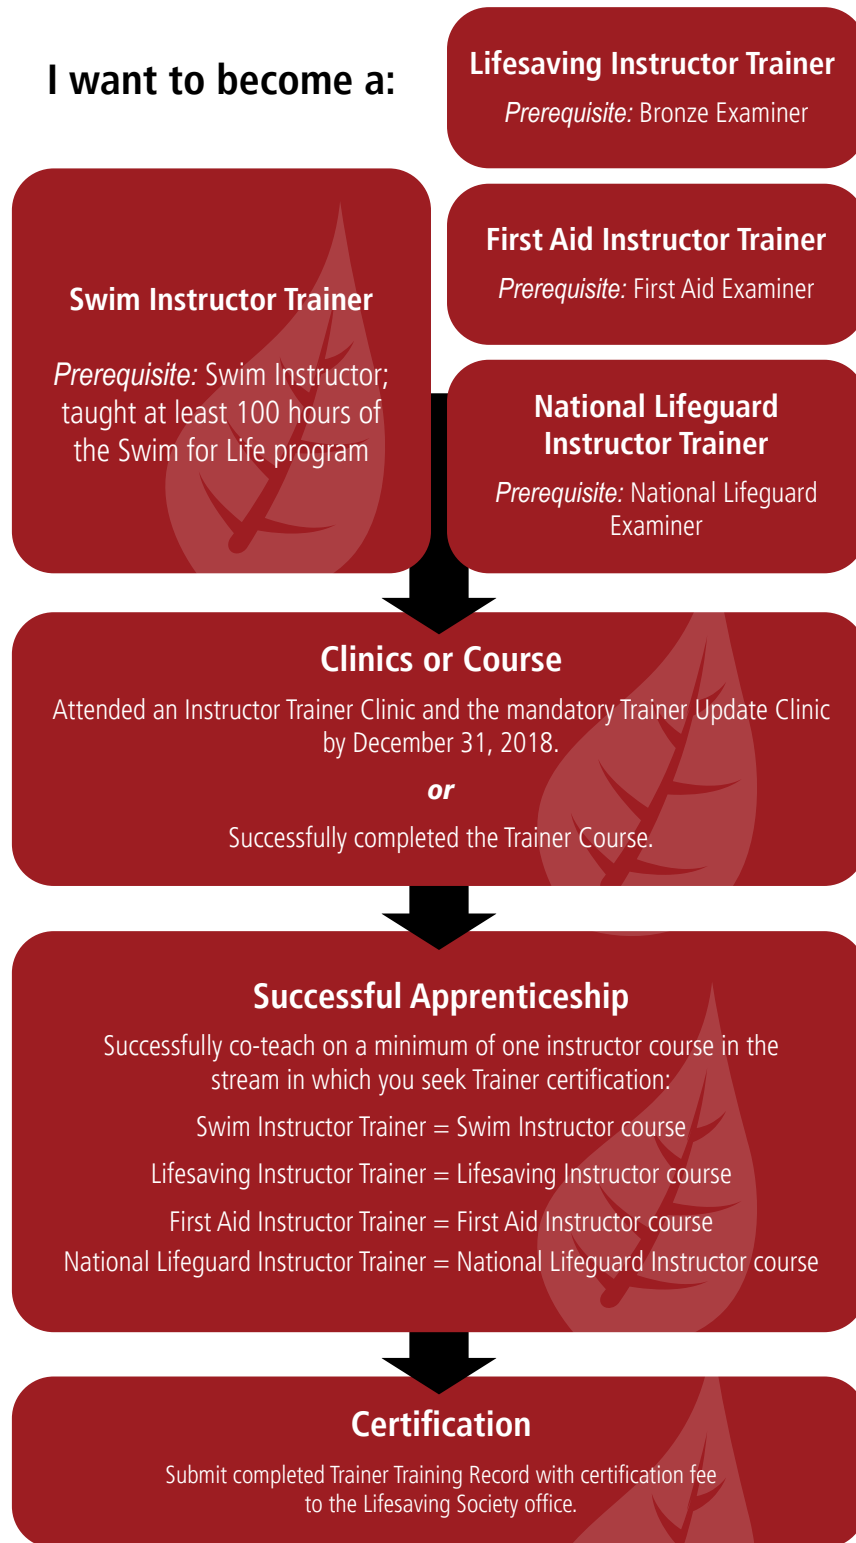 I want to become a:
Lifesaving Instructor Trainer
Prerequisite: Bronze Examiner
Swim Instructor Trainer
Prerequisite: Swim Instructor;
taught at least 100 hours of
the Swim for Life program
First Aid Instructor Trainer
Prerequisite: First Aid Examiner
National Lifeguard
Instructor Trainer
Prerequisite: National Lifeguard
Examiner
Clinics or Course
Attended an Instructor Trainer Clinic and the mandatory Trainer Update Clinic
by December 31, 2018.
or
Successfully completed the Trainer Course.
Successful Apprenticeship
Successfully co-teach on a minimum of one instructor course in the
stream in which you seek Trainer certification:
Swim Instructor Trainer = Swim Instructor course
Lifesaving Instructor Trainer = Lifesaving Instructor course
First Aid Instructor Trainer = First Aid Instructor course
National Lifeguard Instructor Trainer = National Lifeguard Instructor course
Certification
Submit completed Trainer Training Record with certification fee
to the Lifesaving Society office.